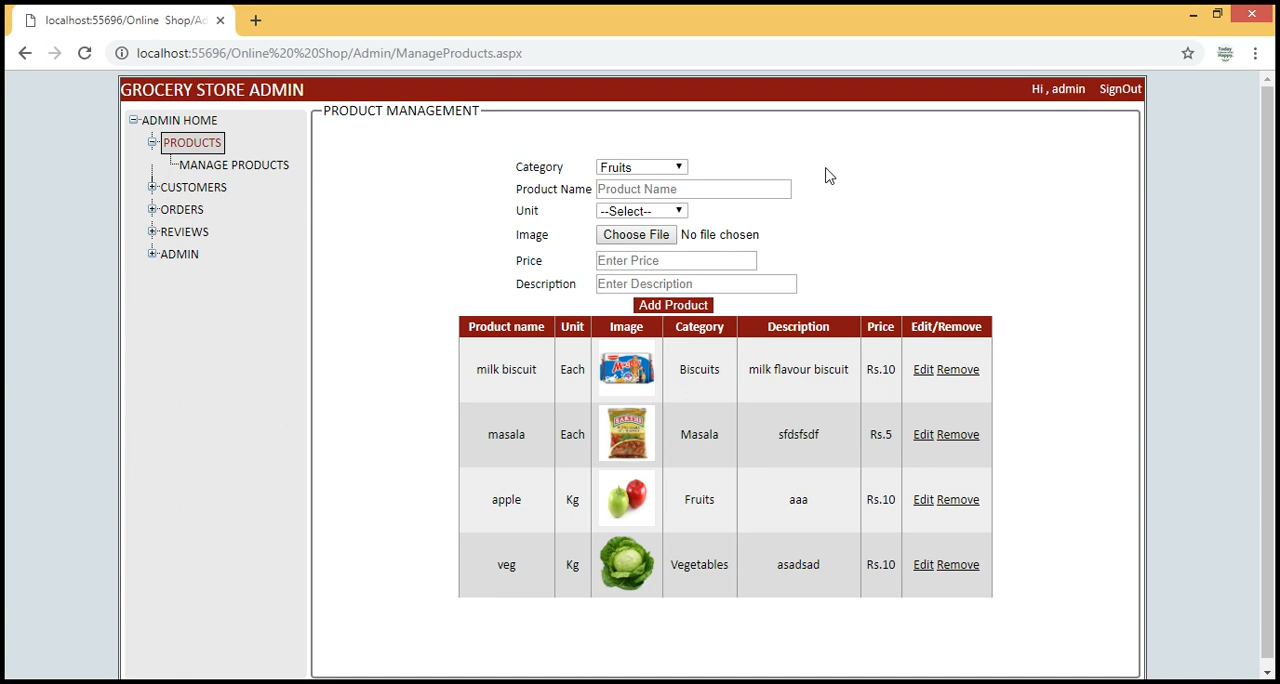 localhost:55696/Online Shop/Ad
localhost:55696/Online%20%20Shop/Admin/ManageProducts.aspx
GROCERY STORE ADMIN
Hi , admin SignOut
ADMIN HOME
PRODUCTS
MANAGE PRODUCTS
CUSTOMERS
ORDERS
REVIEWS
ADMIN
PRODUCT MANAGEMENT
Category Fruits
Product Name Product Name
Unit --Select--
Image Choose File No file chosen
Price Enter Price
Description Enter Description
Add Product
Product name Unit Image Category Description Price Edit/Remove
milk biscuit Each Biscuits milk flavour biscuit Rs.10 Edit Remove
masala Each Masala sfdsfsdf Rs.5 Edit Remove
apple Kg Fruits aaa Rs.10 Edit Remove
veg Kg Vegetables asadsad Rs.10 Edit Remove